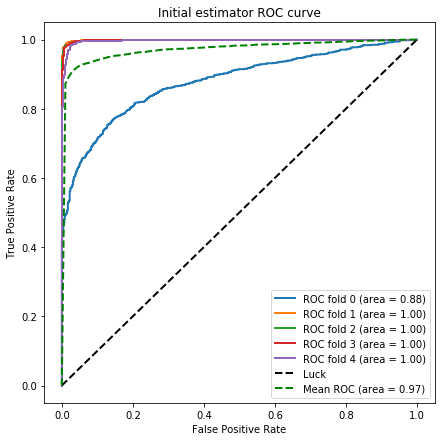 Initial estimator ROC curve
1.0
0.8
0.6
0.4
0.2
0.0
True Positive Rate
ROC fold 0 (area = 0.88)
ROC fold 1 (area = 1.00)
ROC fold 2 (area = 1.00)
ROC fold 3 (area = 1.00)
ROC fold 4 (area = 1.00)
Luck
Mean ROC (area = 0.97)
0.0 0.2 0.4 0.6 0.8 1.0
False Positive Rate